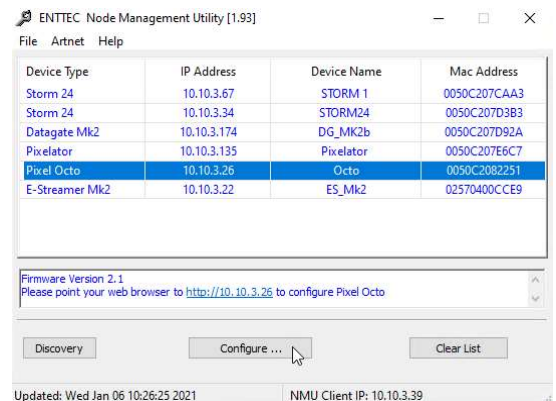 ENTTEC Node Management Utility [1.93]
File Artnet Help
Device Type IP Address Device Name Mac Address
Storm 24 10.10.3.67 STORM 1 0050C207CAA3
Storm 24 10.10.3.34 STORM24 0050C207D3B3
Datagate Mk2 10.10.3.174 DG_MK2b 0050C207D92A
Pixelator 10.10.3.135 Pixelator 0050C207E6C7
Pixel Octo 10.10.3.26 Octo 0050C2082251
E-Streamer Mk2 10.10.3.22 ES_Mk2 02570400CCE9
Firmware Version 2.1
Please point your web browser to http://10.10.3.26 to configure Pixel Octo
Discovery Configure ... Clear List
Updated: Wed Jan 06 10:26:25 2021 NMU Client IP: 10.10.3.39